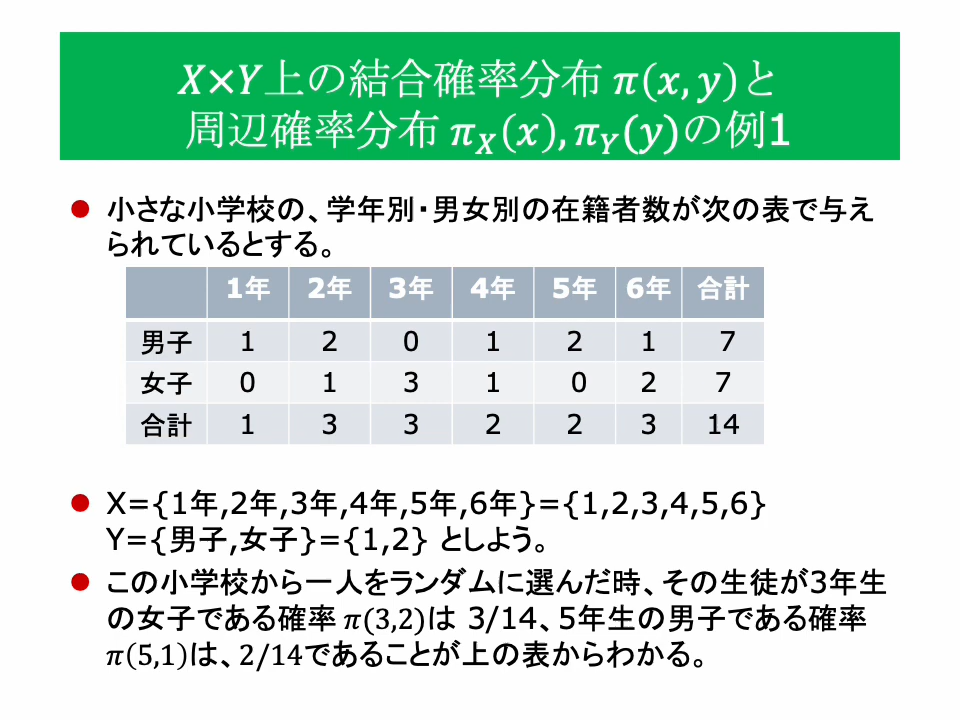 X×Y上の結合確率分布 π(x, y)と
周辺確率分布 π_X(x), π_Y(y)の例1
● 小さな小学校の、学年別・男女別の在籍者数が次の表で与え
られているとする。
1年 2年 3年 4年 5年 6年 合計
男子 1 2 0 1 2 1 7
女子 0 1 3 1 0 2 7
合計 1 3 3 2 2 3 14
● X={1年,2年,3年,4年,5年,6年}={1,2,3,4,5,6}
Y={男子,女子}={1,2} としよう。
● この小学校から一人をランダムに選んだ時、その生徒が3年生
の女子である確率 π(3,2)は 3/14、5年生の男子である確率
π(5,1)は、2/14であることが上の表からわかる。